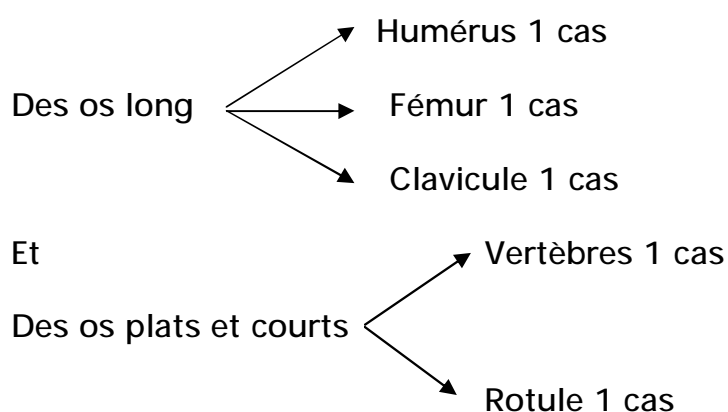 Humérus 1 cas
Des os long
Fémur 1 cas
Clavicule 1 cas
Et
Vertèbres 1 cas
Des os plats et courts
Rotule 1 cas